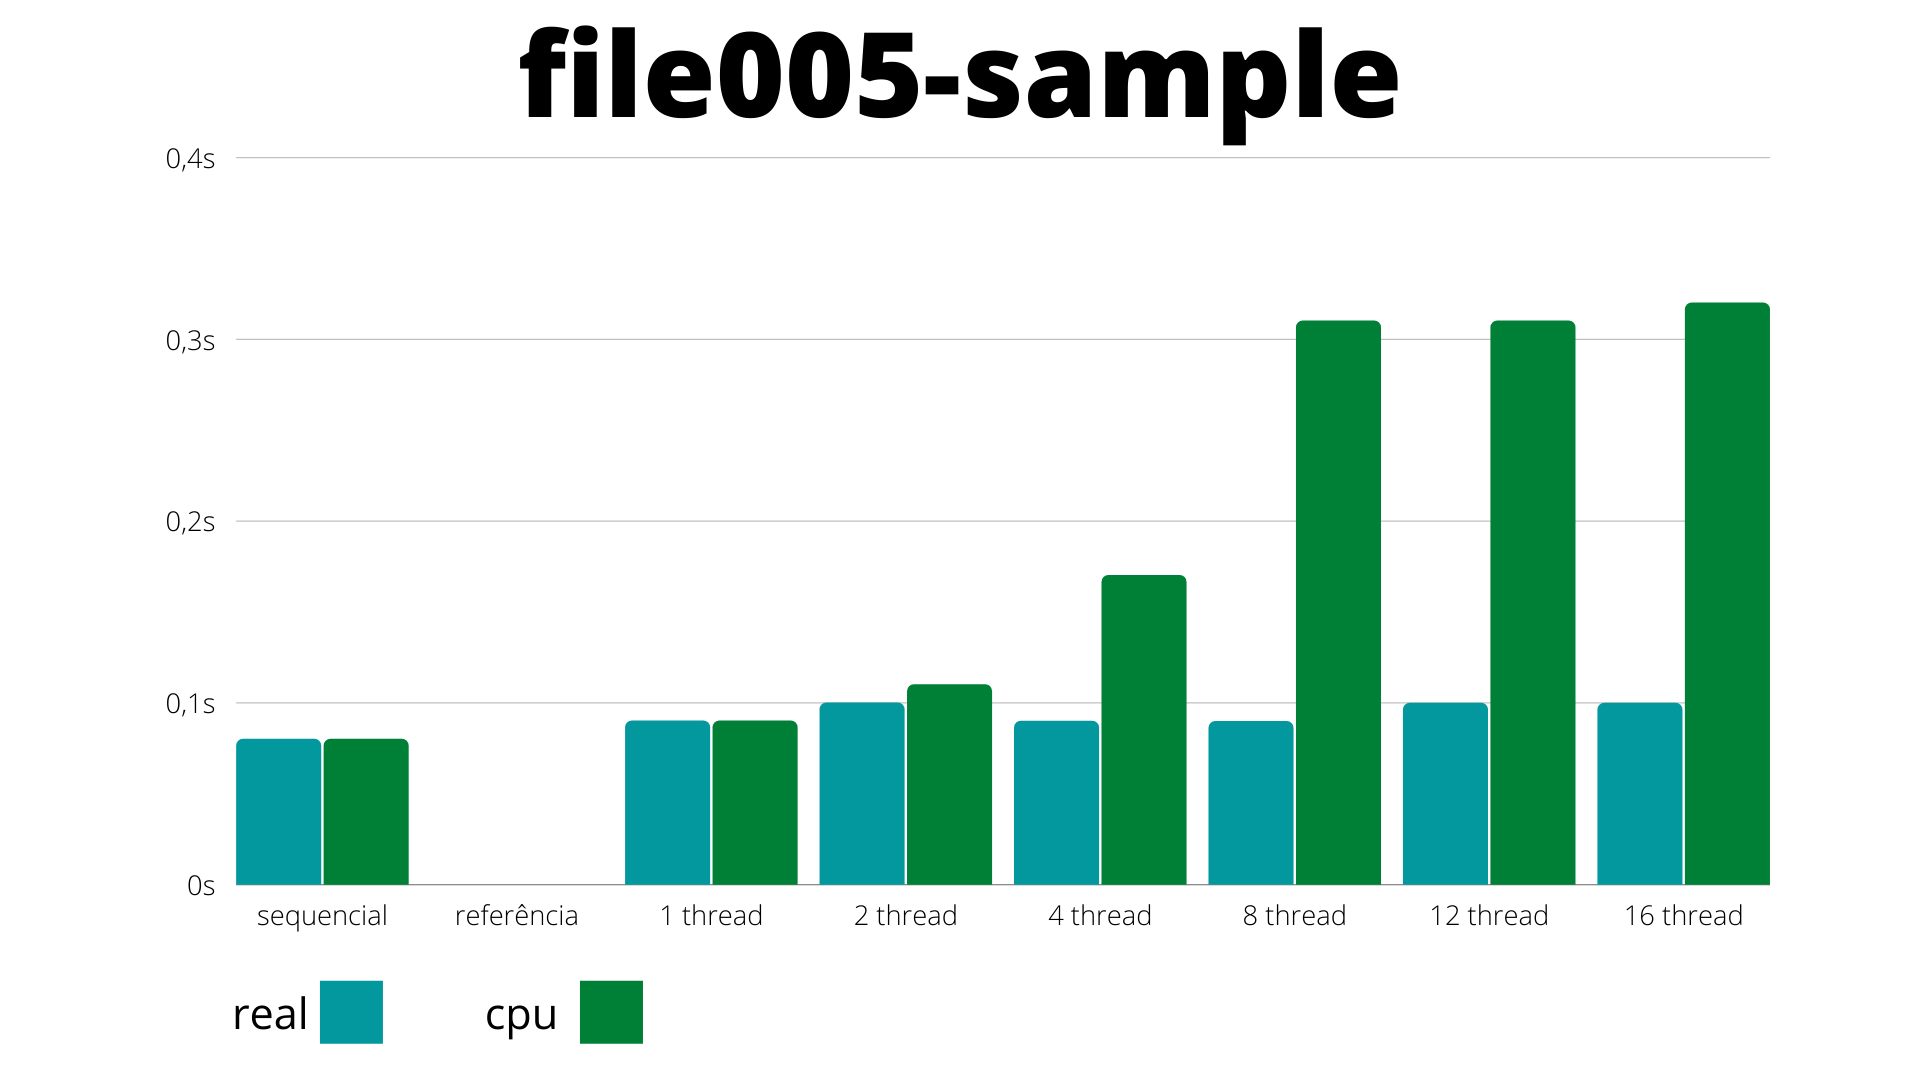 file005-sample
0,4s
0,3s
0,2s
0,1s
0s
sequencial referência 1 thread 2 thread 4 thread 8 thread 12 thread 16 thread
real cpu